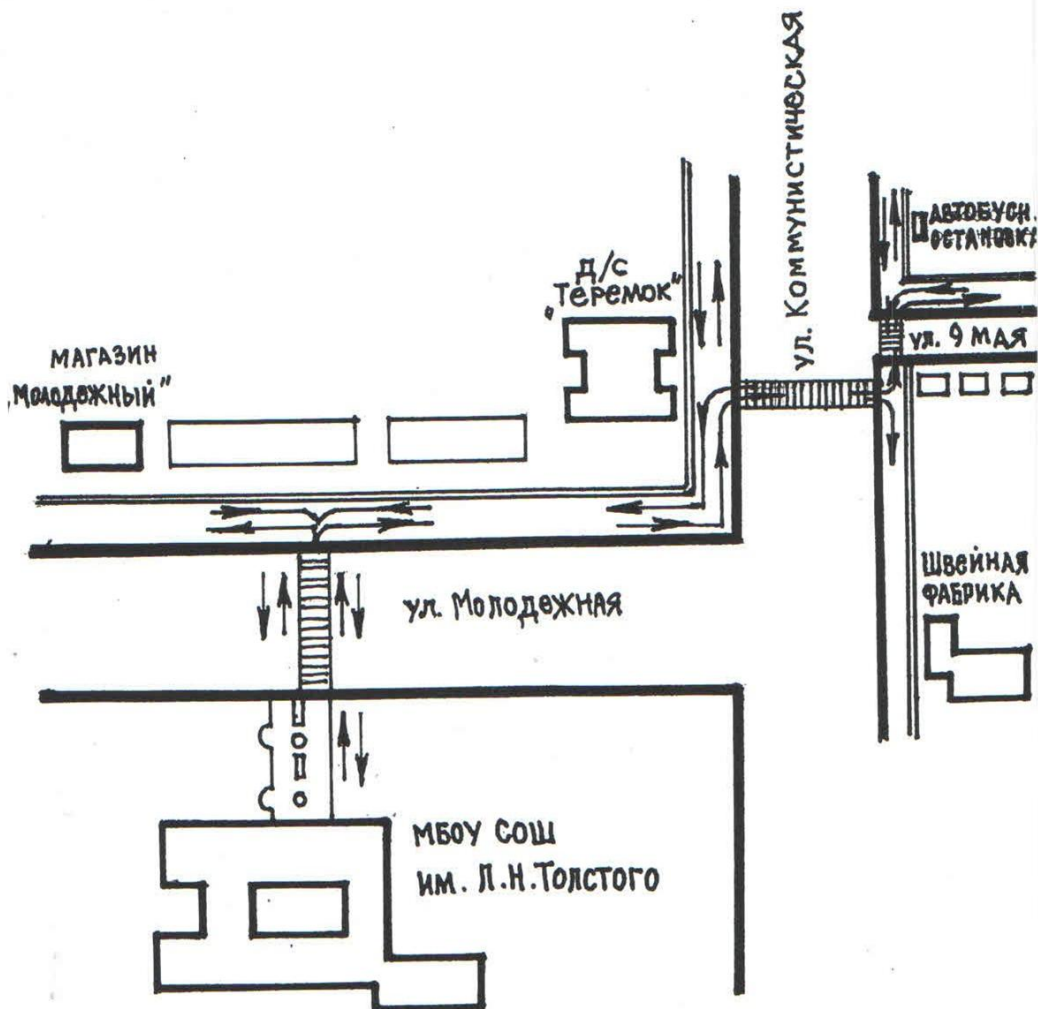 ул. Коммунистическая
АВТОБУСН.
ОСТАНОВКА
Д/С
"Теремок"
ул. 9 МАЯ
МАГАЗИН
„Молодежный"
ШВЕЙНАЯ
ФАБРИКА
ул. Молодежная
МБОУ СОШ
им. Л.Н.Толстого